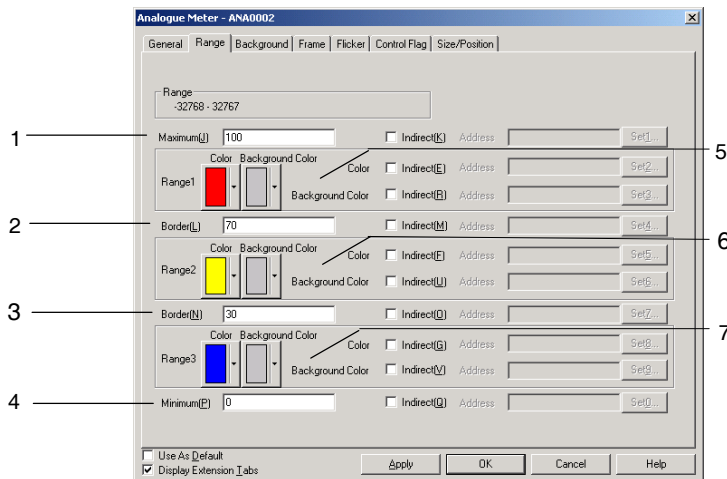 Analogue Meter - ANA0002
General Range Background Frame Flicker Control Flag Size/Position
Range
-32768 - 32767
1 Maximum(J) 100 Indirect(K) Address Set1...
5
Color Background Color
Range1 Color Indirect(E) Address Set2...
Background Color Indirect(R) Address Set3...
2 Border(L) 70 Indirect(M) Address Set4...
6
Color Background Color
Range2 Color Indirect(F) Address Set5...
Background Color Indirect(U) Address Set6...
3 Border(N) 30 Indirect(O) Address Set7...
7
Color Background Color
Range3 Color Indirect(G) Address Set8...
Background Color Indirect(V) Address Set9...
4 Minimum(P) 0 Indirect(Q) Address Set0...
Use As Default
Display Extension Tabs
Apply OK Cancel Help